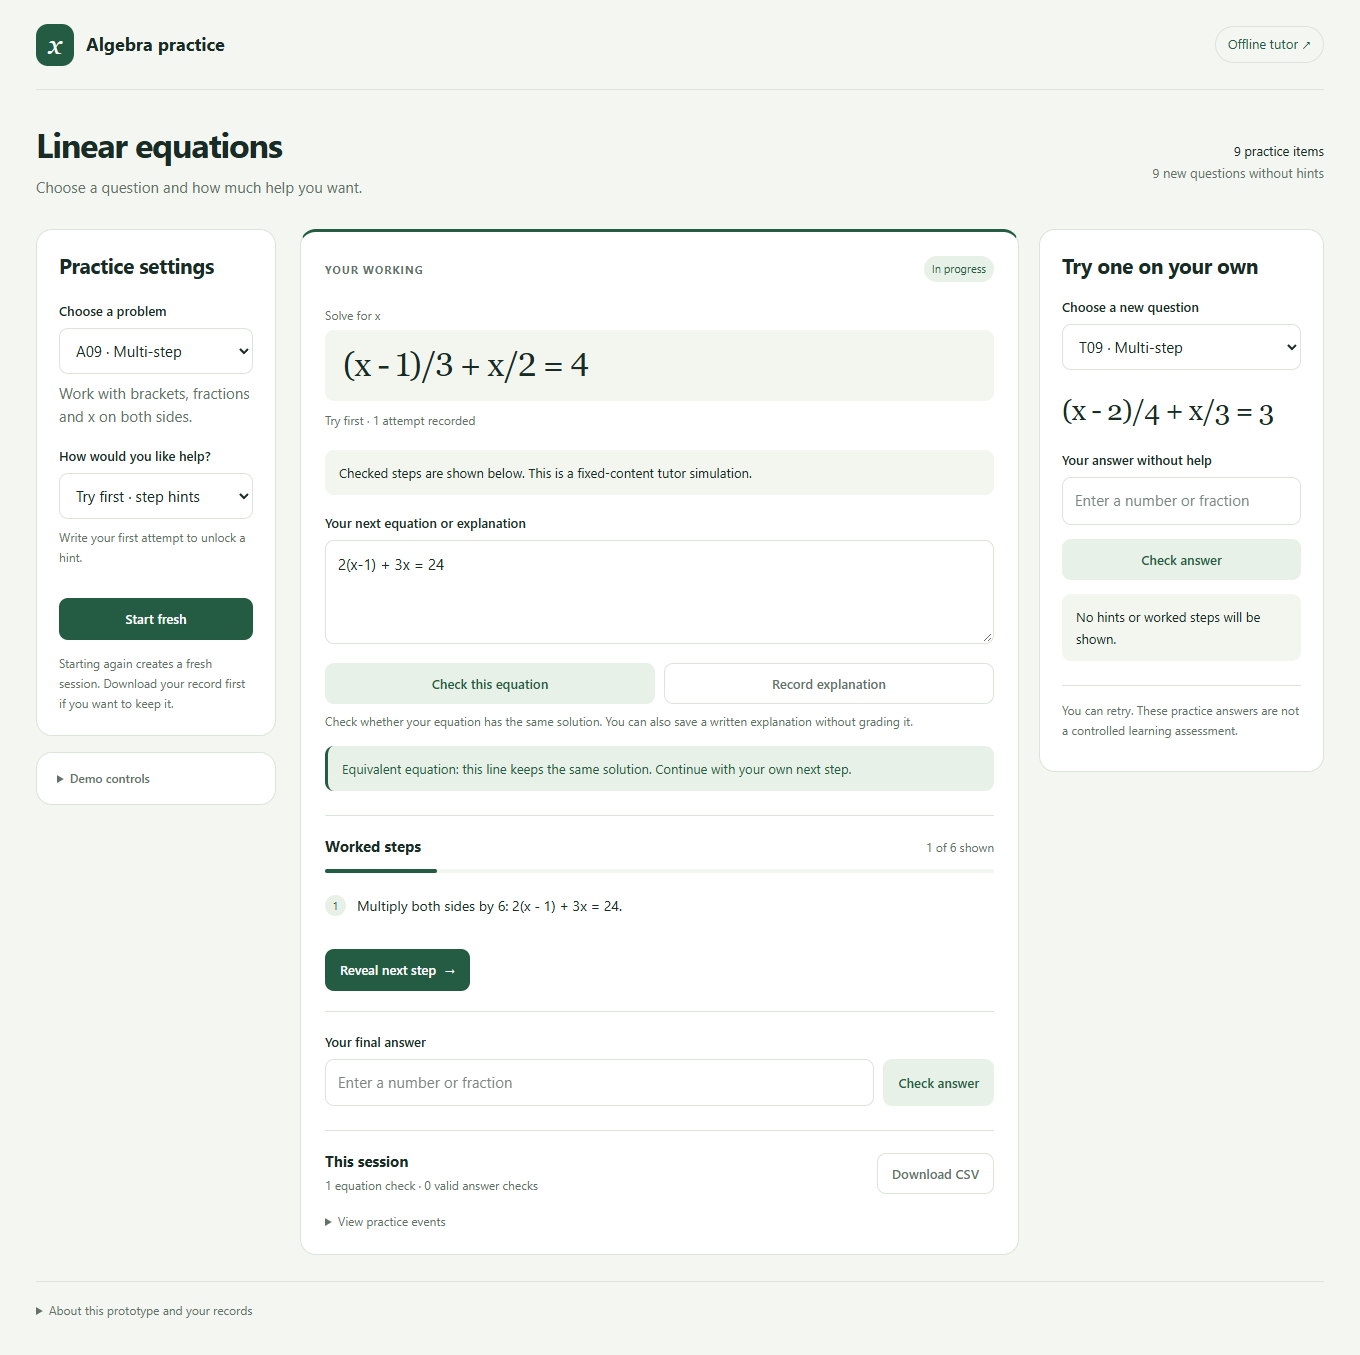 x
Algebra practice
Offline tutor ↗
Linear equations
Choose a question and how much help you want.
9 practice items
9 new questions without hints
Practice settings
Choose a problem
A09 · Multi-step
Work with brackets, fractions
and x on both sides.
How would you like help?
Try first · step hints
Write your first attempt to unlock a
hint.
Start fresh
Starting again creates a fresh
session. Download your record first
if you want to keep it.
▶ Demo controls
YOUR WORKING
In progress
Solve for x
(x - 1)/3 + x/2 = 4
Try first · 1 attempt recorded
Checked steps are shown below. This is a fixed-content tutor simulation.
Your next equation or explanation
2(x-1) + 3x = 24
Check this equation
Record explanation
Check whether your equation has the same solution. You can also save a written explanation without grading it.
Equivalent equation: this line keeps the same solution. Continue with your own next step.
Worked steps
1 of 6 shown
1 Multiply both sides by 6: 2(x - 1) + 3x = 24.
Reveal next step →
Your final answer
Enter a number or fraction
Check answer
This session
1 equation check · 0 valid answer checks
Download CSV
▶ View practice events
Try one on your own
Choose a new question
T09 · Multi-step
(x - 2)/4 + x/3 = 3
Your answer without help
Enter a number or fraction
Check answer
No hints or worked steps will be
shown.
You can retry. These practice answers are not
a controlled learning assessment.
▶ About this prototype and your records